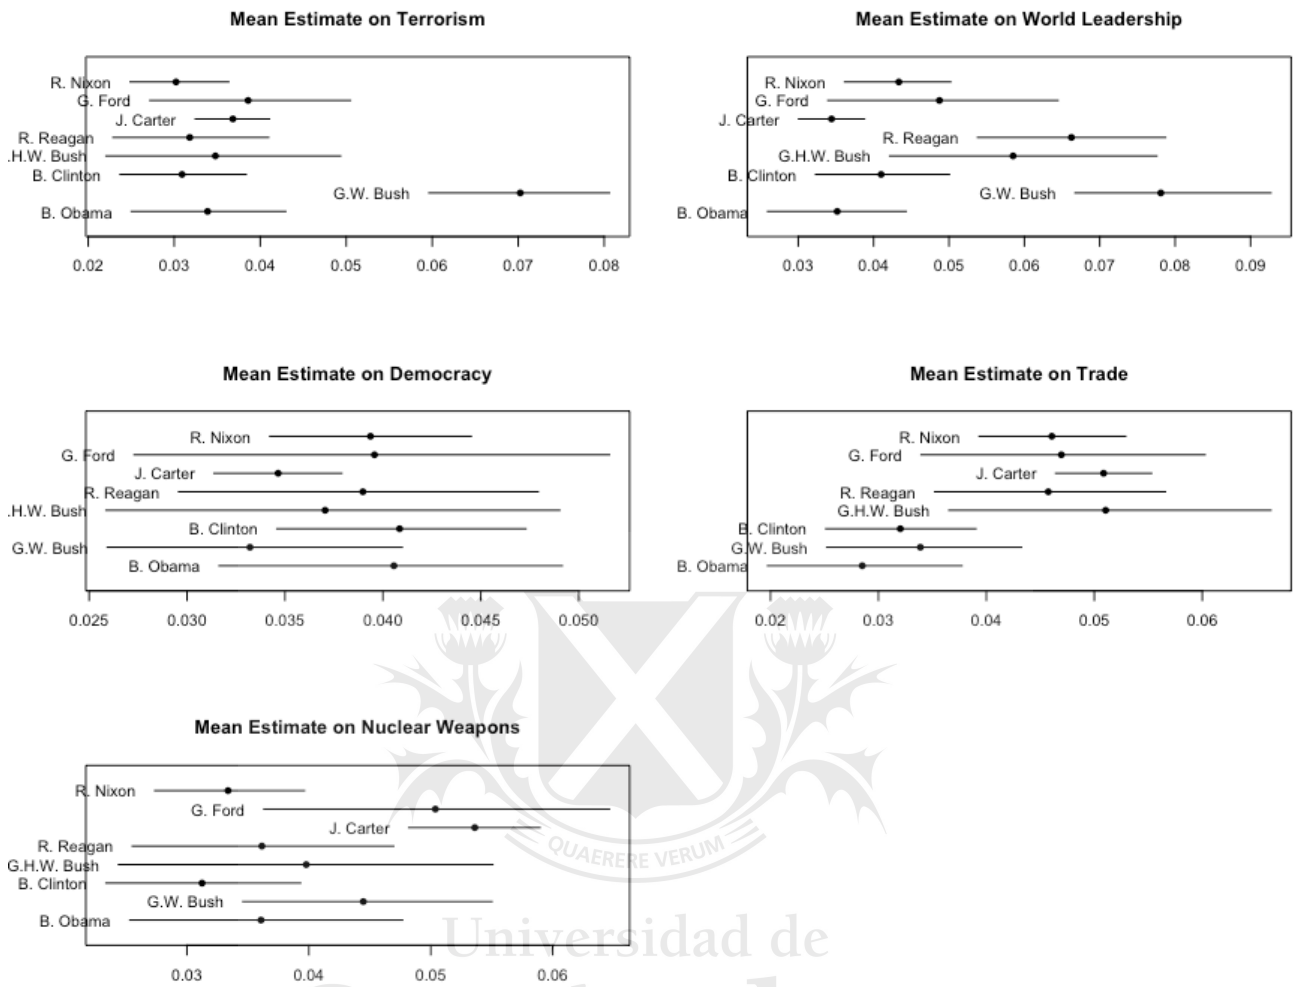 Mean Estimate on Terrorism
R. Nixon
G. Ford
J. Carter
R. Reagan
.H.W. Bush
B. Clinton
G.W. Bush
B. Obama
0.02 0.03 0.04 0.05 0.06 0.07 0.08
Mean Estimate on World Leadership
R. Nixon
G. Ford
J. Carter
R. Reagan
G.H.W. Bush
B. Clinton
G.W. Bush
B. Obama
0.03 0.04 0.05 0.06 0.07 0.08 0.09
Mean Estimate on Democracy
R. Nixon
G. Ford
J. Carter
R. Reagan
.H.W. Bush
B. Clinton
G.W. Bush
B. Obama
0.025 0.030 0.035 0.040 0.045 0.050
Mean Estimate on Trade
R. Nixon
G. Ford
J. Carter
R. Reagan
G.H.W. Bush
B. Clinton
G.W. Bush
B. Obama
0.02 0.03 0.04 0.05 0.06
Mean Estimate on Nuclear Weapons
R. Nixon
G. Ford
J. Carter
R. Reagan
G.H.W. Bush
B. Clinton
G.W. Bush
B. Obama
0.03 0.04 0.05 0.06
QUAERERE VERUM
Universidad de